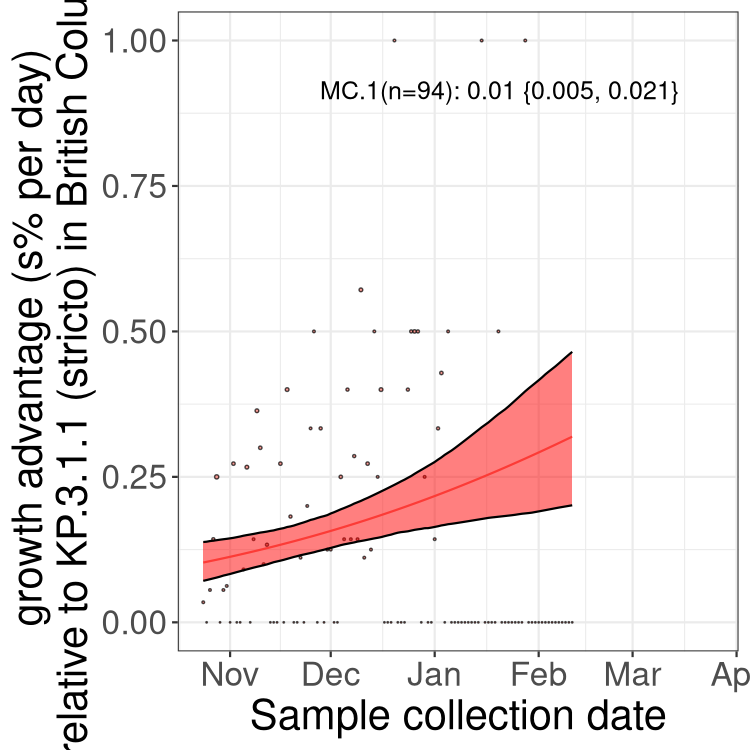 growth advantage (s% per day)
relative to KP.3.1.1 (stricto) in British Colu
1.00
0.75
0.50
0.25
0.00
MC.1(n=94): 0.01 {0.005, 0.021}
Nov Dec Jan Feb Mar Ap
Sample collection date